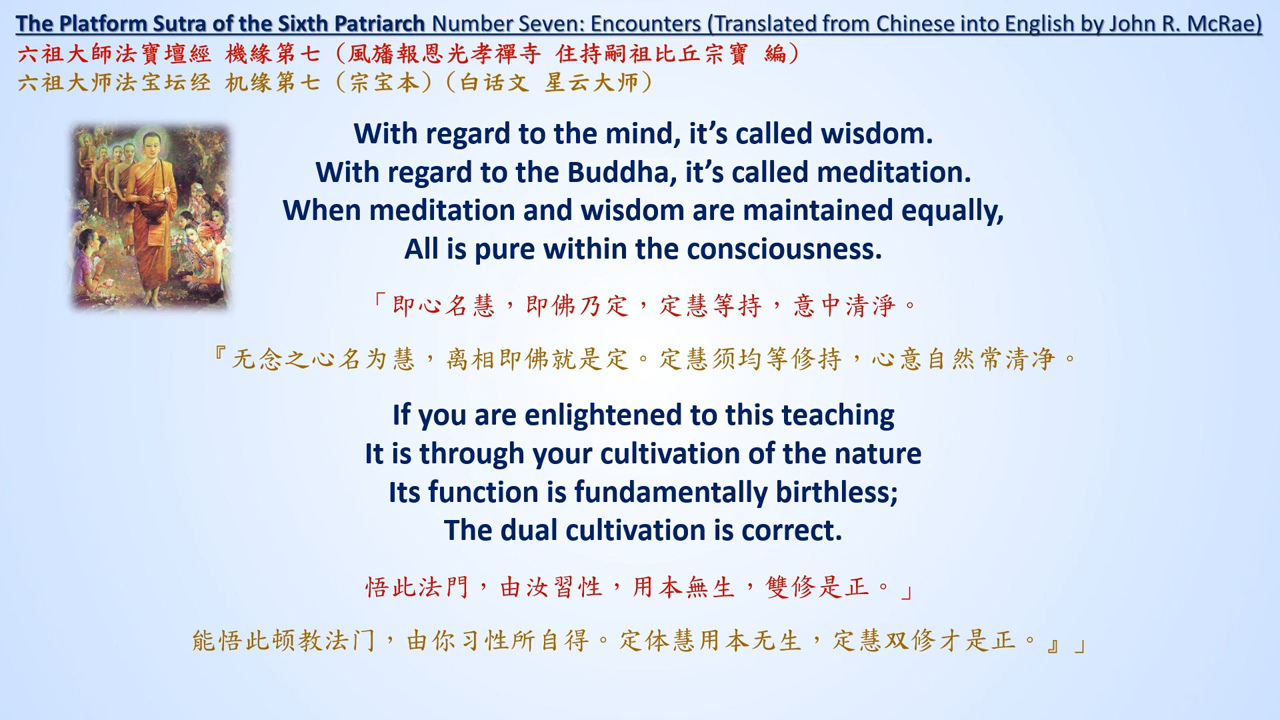 The Platform Sutra of the Sixth Patriarch Number Seven: Encounters (Translated from Chinese into English by John R. McRae)
六祖大師法寶壇經 機緣第七（風旛報恩光孝禪寺 住持嗣祖比丘宗寶 編）
六祖大师法宝坛经 机缘第七（宗宝本）（白话文 星云大师）
With regard to the mind, it’s called wisdom.
With regard to the Buddha, it’s called meditation.
When meditation and wisdom are maintained equally,
All is pure within the consciousness.
「即心名慧，即佛乃定，定慧等持，意中清淨。
『无念之心名为慧，离相即佛就是定。定慧须均等修持，心意自然常清净。
If you are enlightened to this teaching
It is through your cultivation of the nature
Its function is fundamentally birthless;
The dual cultivation is correct.
悟此法門，由汝習性，用本無生，雙修是正。」
能悟此顿教法门，由你习性所自得。定体慧用本无生，定慧双修才是正。』」